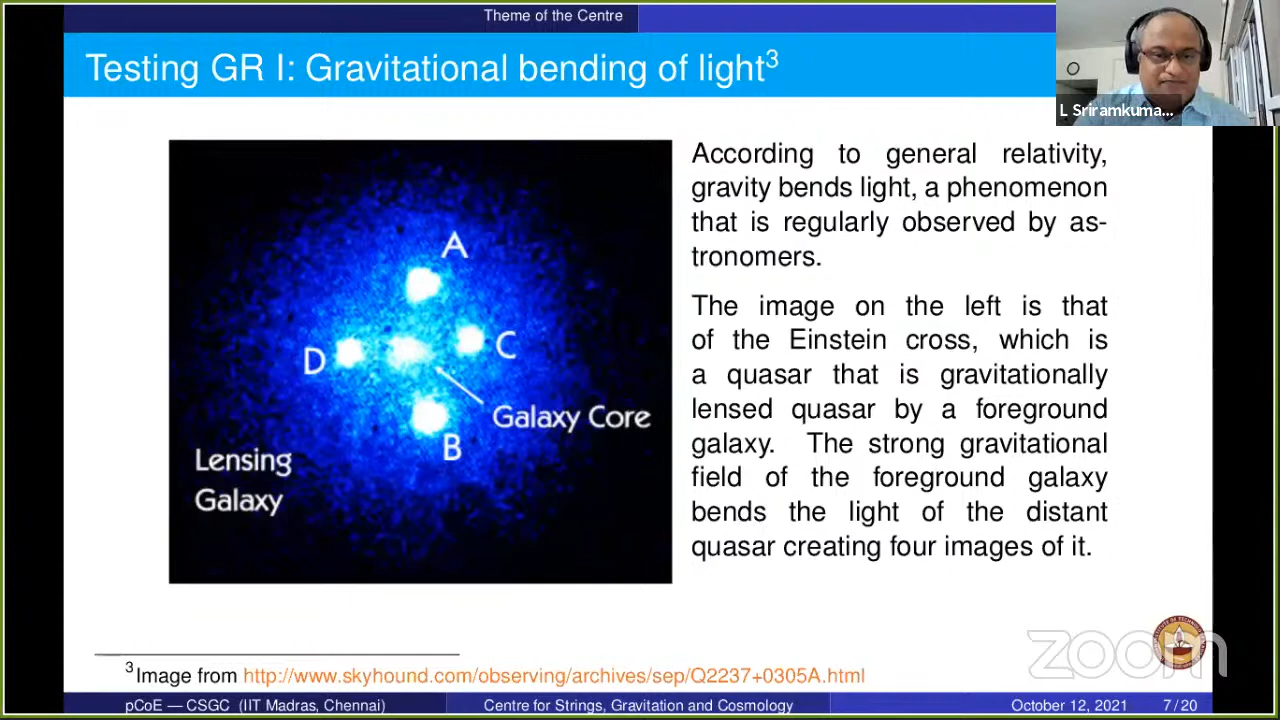 Theme of the Centre
Testing GR I: Gravitational bending of light3
L Sriramkuma...
According to general relativity,
gravity bends light, a phenomenon
that is regularly observed by as-
tronomers.
A
D
C
Galaxy Core
B
Lensing
Galaxy
The image on the left is that
of the Einstein cross, which is
a quasar that is gravitationally
lensed quasar by a foreground
galaxy. The strong gravitational
field of the foreground galaxy
bends the light of the distant
quasar creating four images of it.
zoom
3Image from http://www.skyhound.com/observing/archives/sep/Q2237+0305A.html
pCoE — CSGC (IIT Madras, Chennai)
Centre for Strings, Gravitation and Cosmology
October 12, 2021
7 / 20